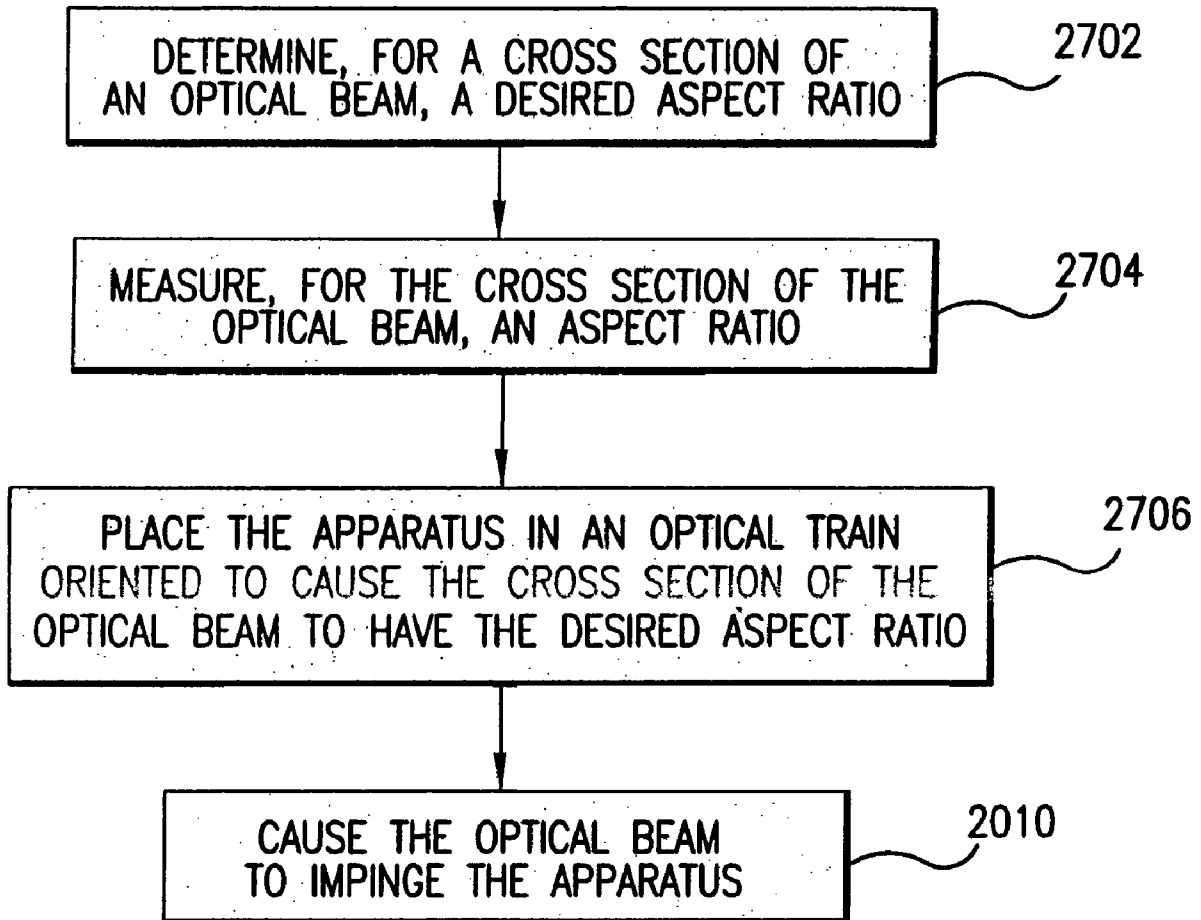 DETERMINE, FOR A CROSS SECTION OF
AN OPTICAL BEAM, A DESIRED ASPECT RATIO
2702
MEASURE, FOR THE CROSS SECTION OF THE
OPTICAL BEAM, AN ASPECT RATIO
2704
PLACE THE APPARATUS IN AN OPTICAL TRAIN
ORIENTED TO CAUSE THE CROSS SECTION OF THE
OPTICAL BEAM TO HAVE THE DESIRED ASPECT RATIO
2706
CAUSE THE OPTICAL BEAM
TO IMPINGE THE APPARATUS
2010